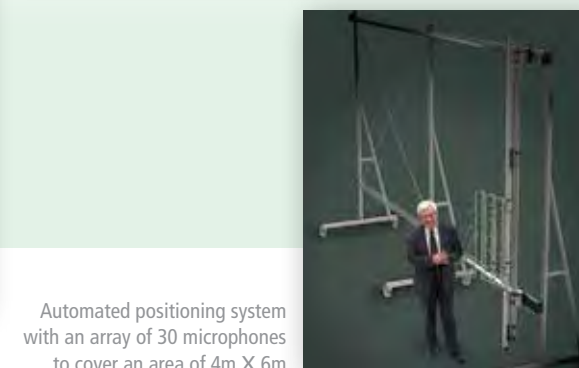 Automated positioning system
with an array of 30 microphones
to cover an area of 4m X 6m